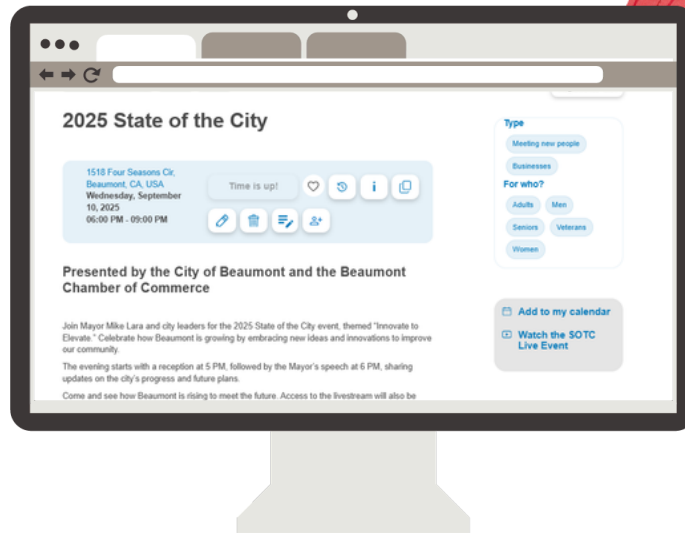 2025 State of the City
1518 Four Seasons Cir,
Beaumont, CA, USA
Wednesday, September
10, 2025
06:00 PM - 09:00 PM
Time is up!
Presented by the City of Beaumont and the Beaumont
Chamber of Commerce
Join Mayor Mike Lara and city leaders for the 2025 State of the City event, themed "Innovate to
Elevate." Celebrate how Beaumont is growing by embracing new ideas and innovations to improve
our community.
The evening starts with a reception at 5 PM, followed by the Mayor's speech at 6 PM, sharing
updates on the city's progress and future plans.
Come and see how Beaumont is rising to meet the future. Access to the livestream will also be
Type
Meeting new people
Businesses
For who?
Adults Men
Seniors Veterans
Women
Add to my calendar
Watch the SOTC
Live Event